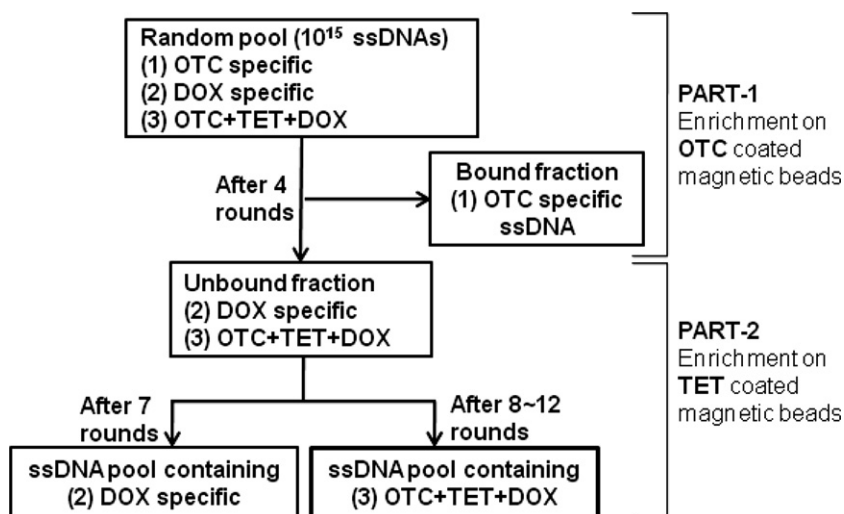 Random pool (10¹⁵ ssDNAs)
(1) OTC specific
(2) DOX specific
(3) OTC+TET+DOX
PART-1
Enrichment on
OTC coated
magnetic beads
After 4
rounds
Bound fraction
(1) OTC specific
ssDNA
Unbound fraction
(2) DOX specific
(3) OTC+TET+DOX
PART-2
Enrichment on
TET coated
magnetic beads
After 7
rounds
After 8~12
rounds
ssDNA pool containing
(2) DOX specific
ssDNA pool containing
(3) OTC+TET+DOX